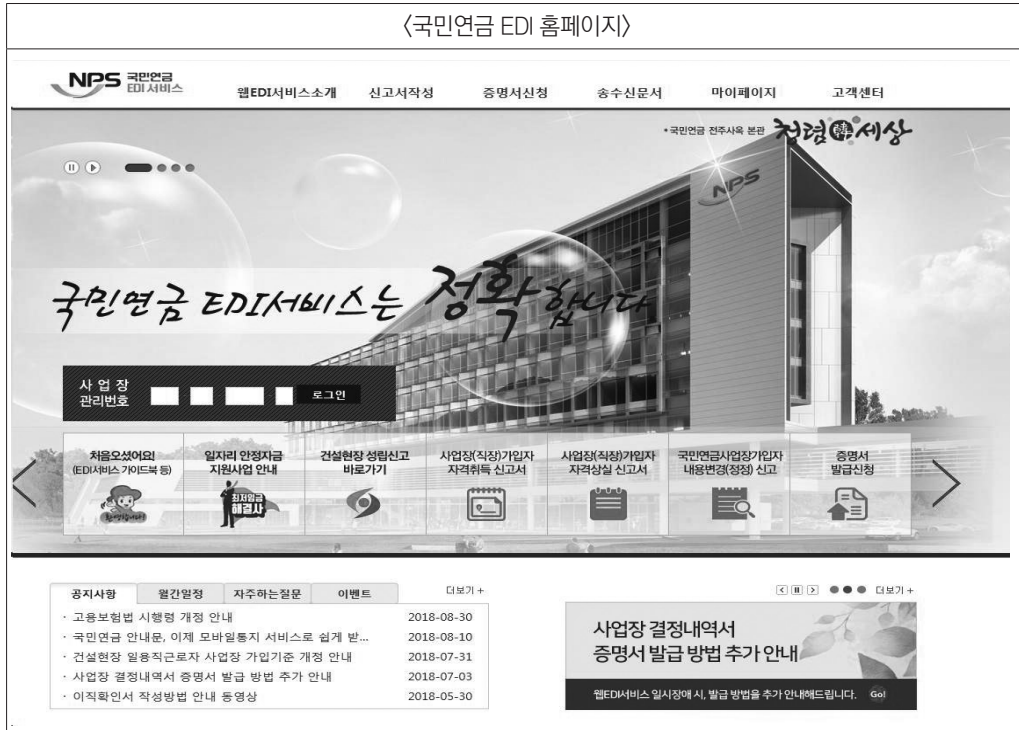 〈국민연금 EDI 홈페이지〉
NPS 국민연금
EDI 서비스
웹EDI서비스소개 신고서작성 증명서신청 송수신문서 마이페이지 고객센터
• 국민연금 전주사옥 본관 청렴韓세상
NPS
국민연금 EDI서비스는 정확합니다
사 업 장
관리번호
로그인
처음오셨어요!
(EDI서비스 가이드북 등)
환영합니다!
일자리 안정자금
지원사업 안내
최저임금
해결사
건설현장 성립신고
바로가기
사업장(직장)가입자
자격취득 신고서
사업장(직장)가입자
자격상실 신고서
국민연금사업장가입자
내용변경(정정) 신고
증명서
발급신청
공지사항 월간일정 자주하는질문 이벤트 더보기 +
· 고용보험법 시행령 개정 안내 2018-08-30
· 국민연금 안내문, 이제 모바일통지 서비스로 쉽게 받... 2018-08-10
· 건설현장 일용직근로자 사업장 가입기준 개정 안내 2018-07-31
· 사업장 결정내역서 증명서 발급 방법 추가 안내 2018-07-03
· 이직확인서 작성방법 안내 동영상 2018-05-30
더보기 +
사업장 결정내역서
증명서 발급 방법 추가 안내
웹EDI서비스 일시장애 시, 발급 방법을 추가 안내해드립니다. Go!